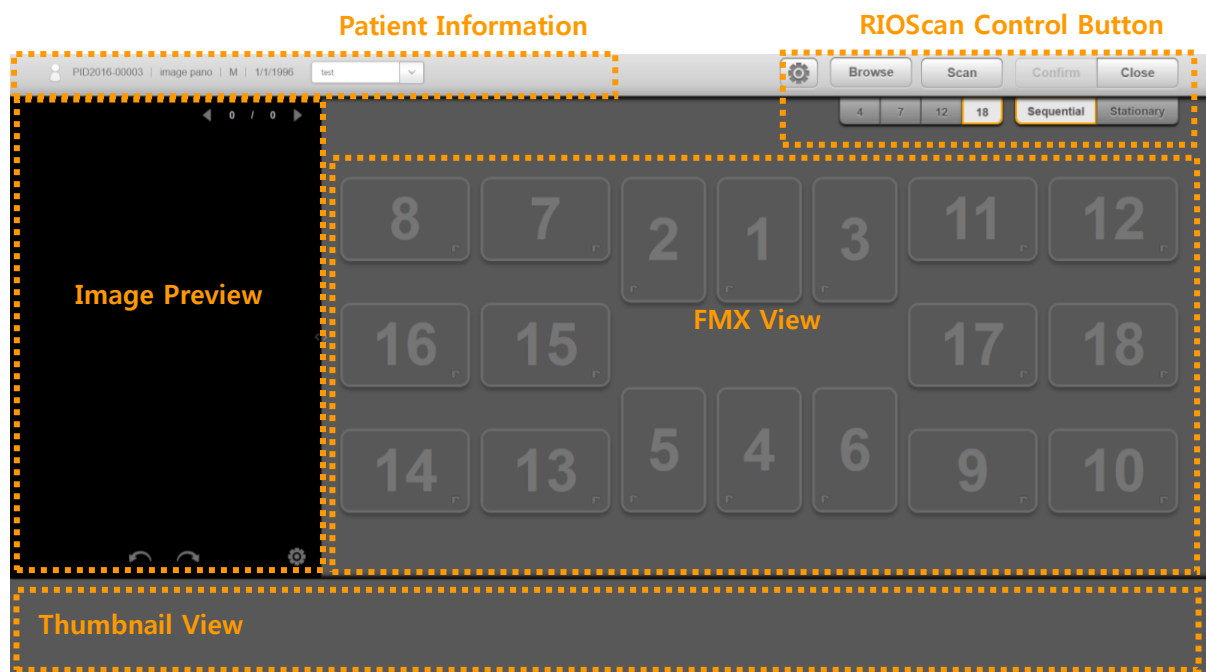 Patient Information
RIOScan Control Button
PID2016-00003 | image pano | M | 1/1/1996
test
Browse
Scan
Confirm
Close
0 / 0
4
7
12
18
Sequential
Stationary
8
7
2
1
3
11
12
Image Preview
FMX View
16
15
17
18
14
13
5
4
6
9
10
Thumbnail View